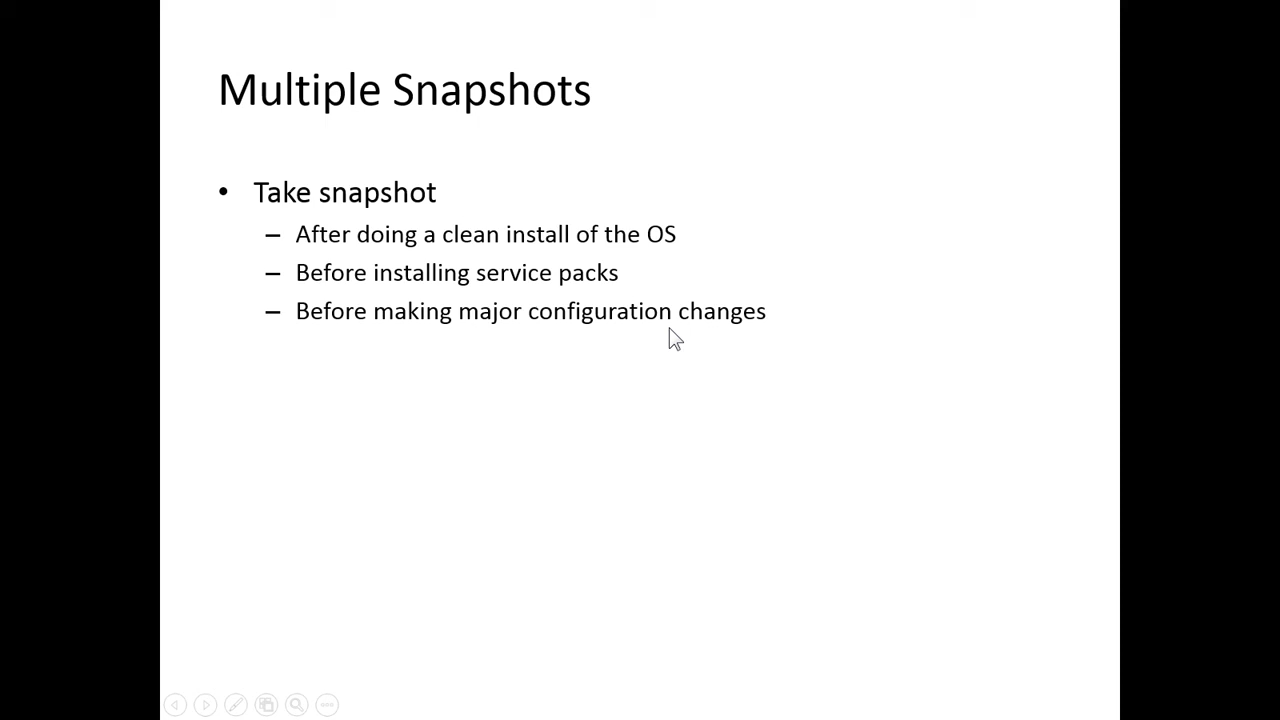 Multiple Snapshots
• Take snapshot
– After doing a clean install of the OS
– Before installing service packs
– Before making major configuration changes